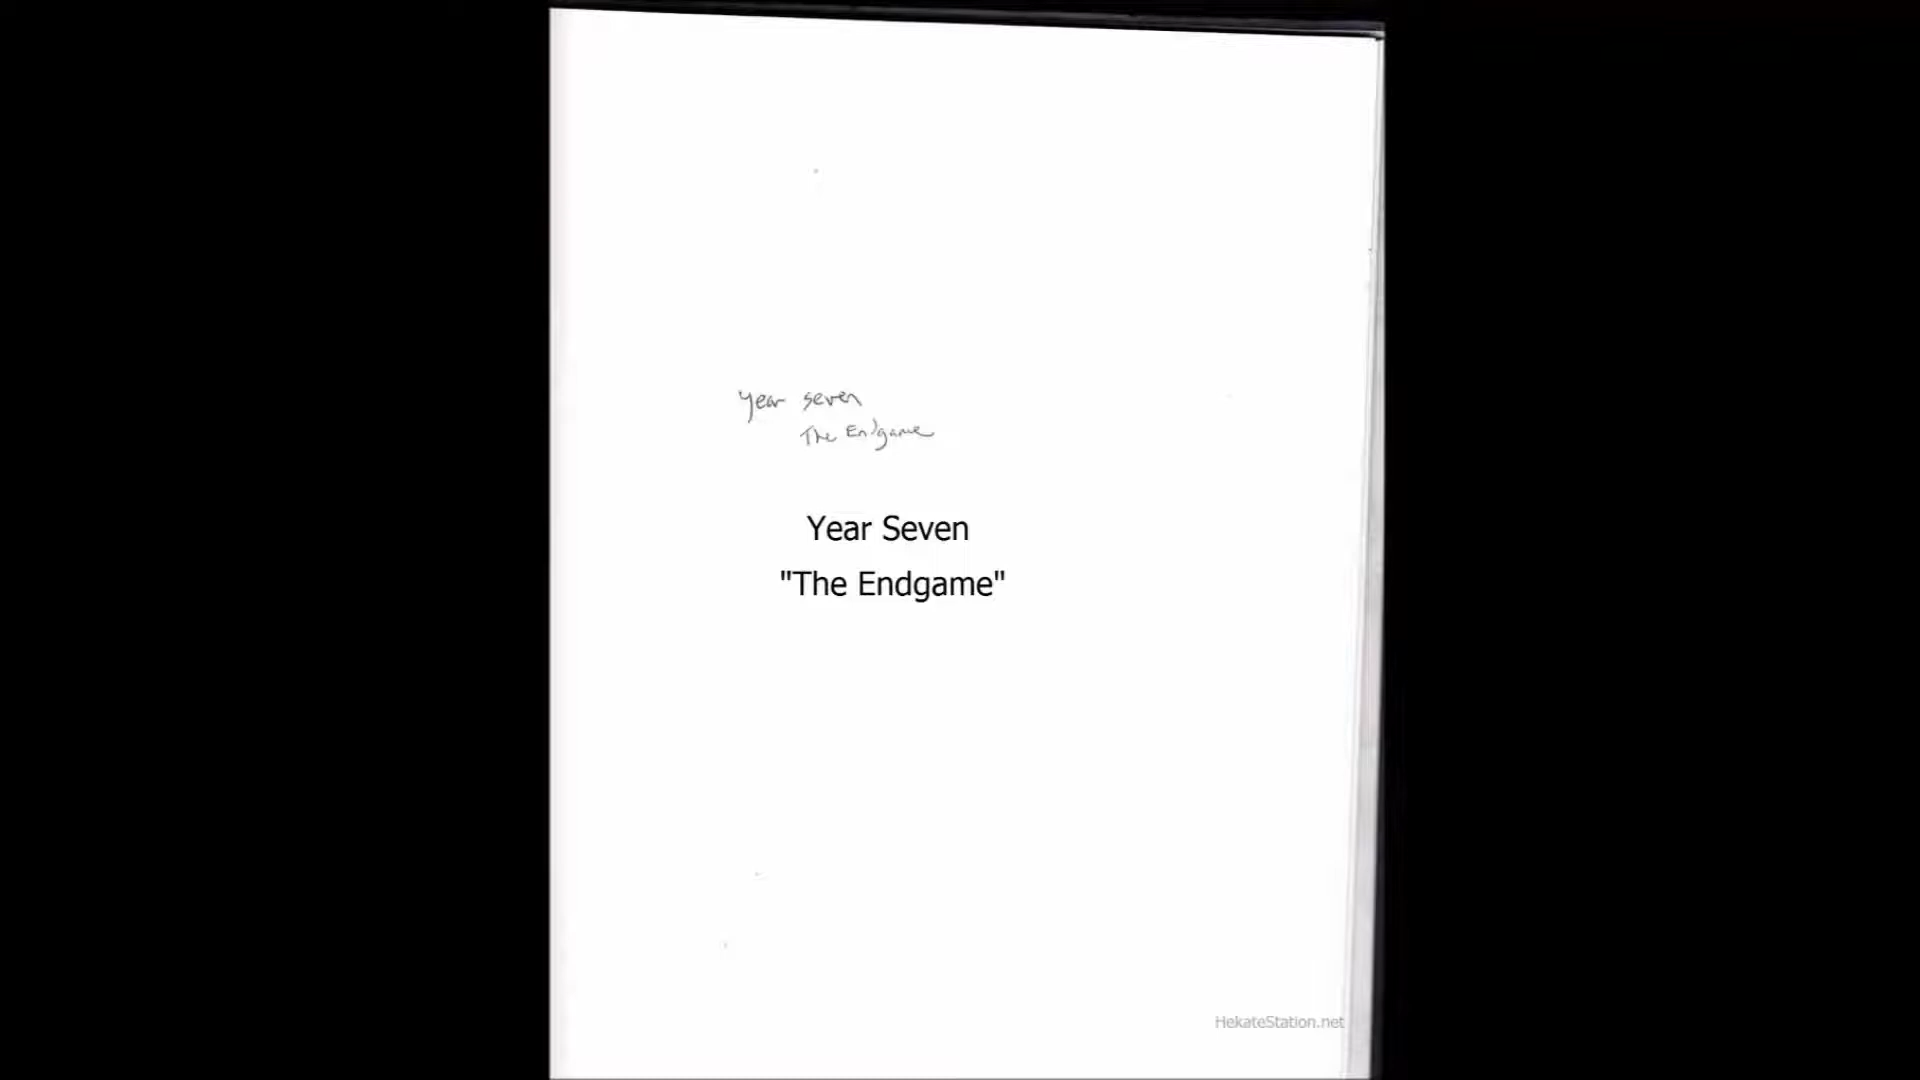 Year seven
The Endgame
Year Seven
"The Endgame"
HekateStation.net